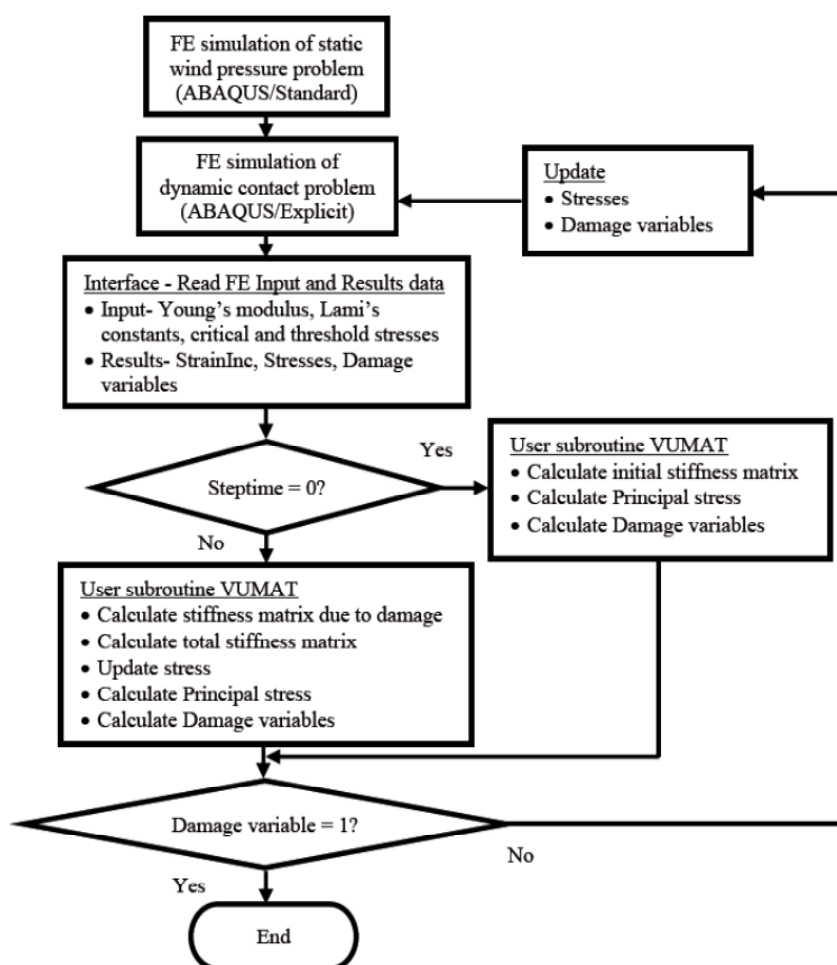 FE simulation of static
wind pressure problem
(ABAQUS/Standard)
FE simulation of
dynamic contact problem
(ABAQUS/Explicit)
Update
• Stresses
• Damage variables
Interface - Read FE Input and Results data
• Input- Young's modulus, Lami's
constants, critical and threshold stresses
• Results- StrainInc, Stresses, Damage
variables
Steptime = 0?
Yes
User subroutine VUMAT
• Calculate initial stiffness matrix
• Calculate Principal stress
• Calculate Damage variables
No
User subroutine VUMAT
• Calculate stiffness matrix due to damage
• Calculate total stiffness matrix
• Update stress
• Calculate Principal stress
• Calculate Damage variables
Damage variable = 1?
No
Yes
End